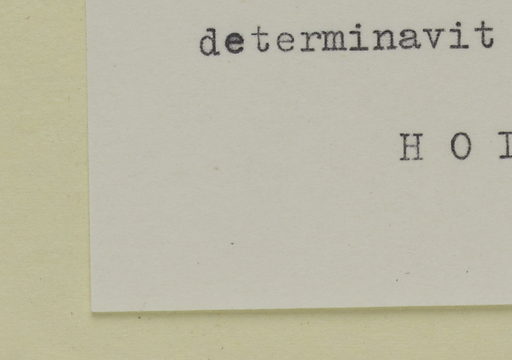 determinavit
H O